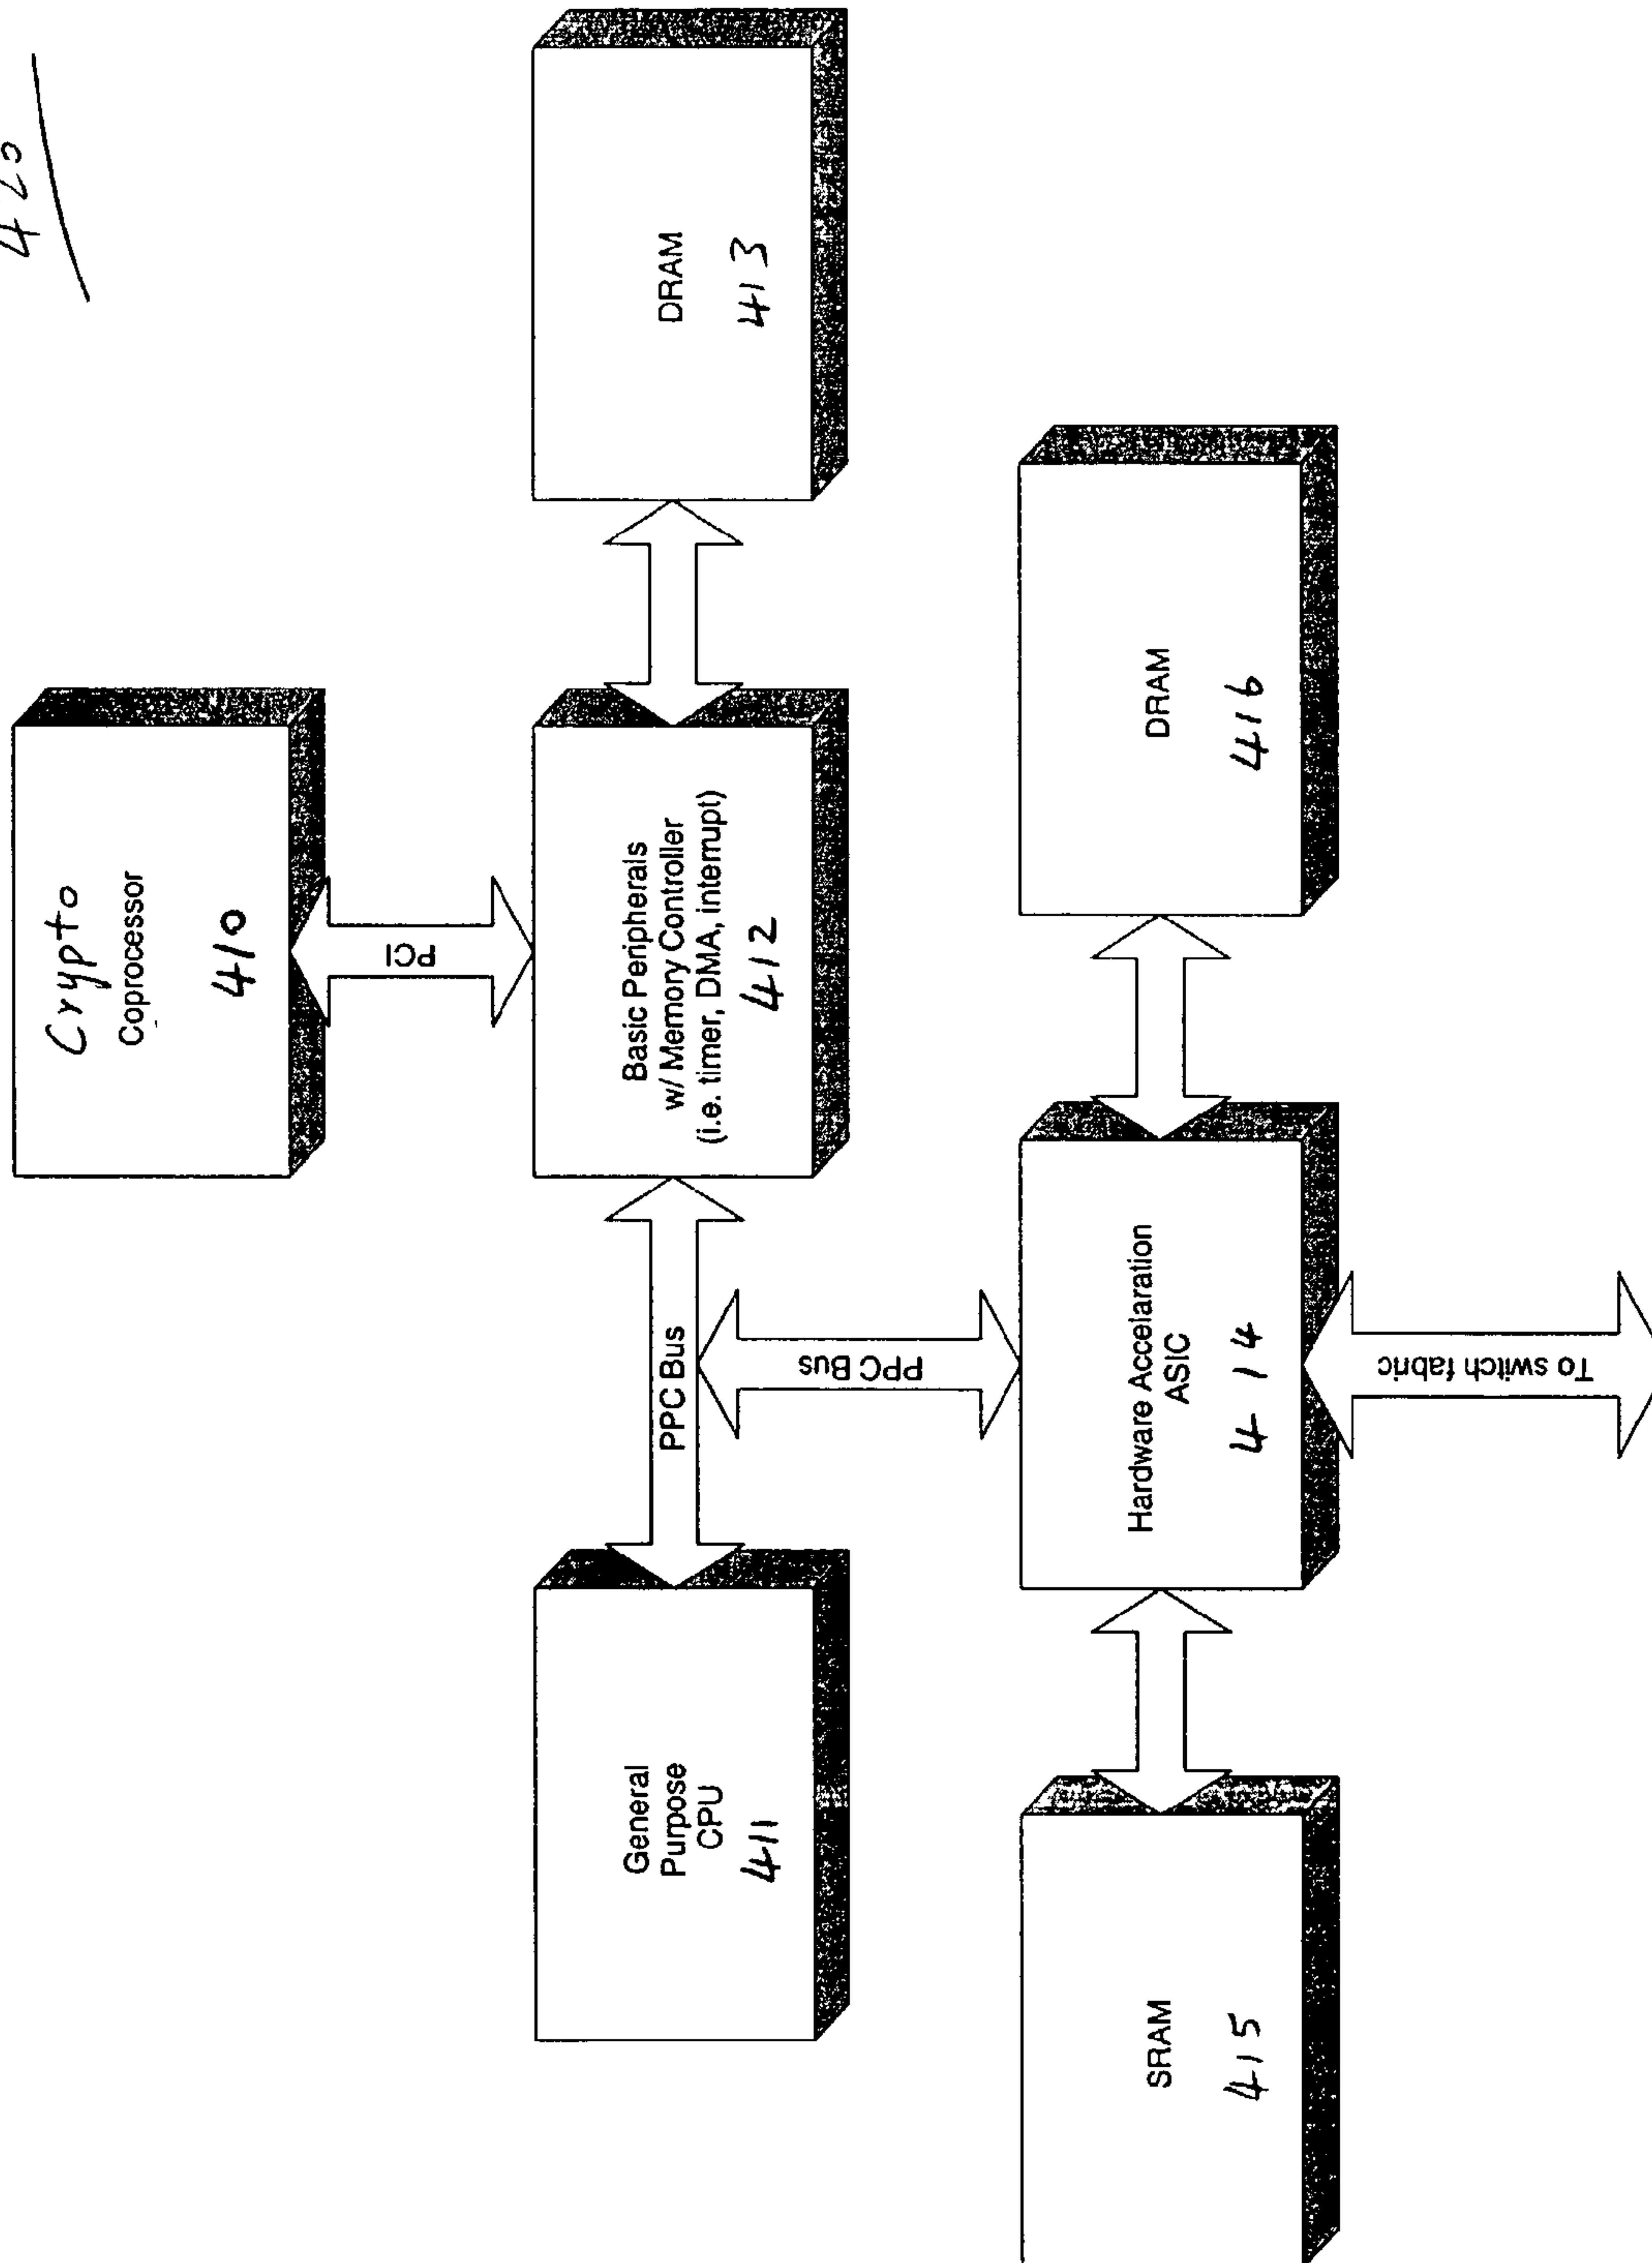 420
Crypto
Coprocessor
410
PCI
General
Purpose
CPU
411
PPC Bus
Basic Peripherals
w/ Memory Controller
(i.e. timer, DMA, interrupt)
412
DRAM
413
PPC Bus
SRAM
415
Hardware Accelaration
ASIC
414
DRAM
416
To switch fabric